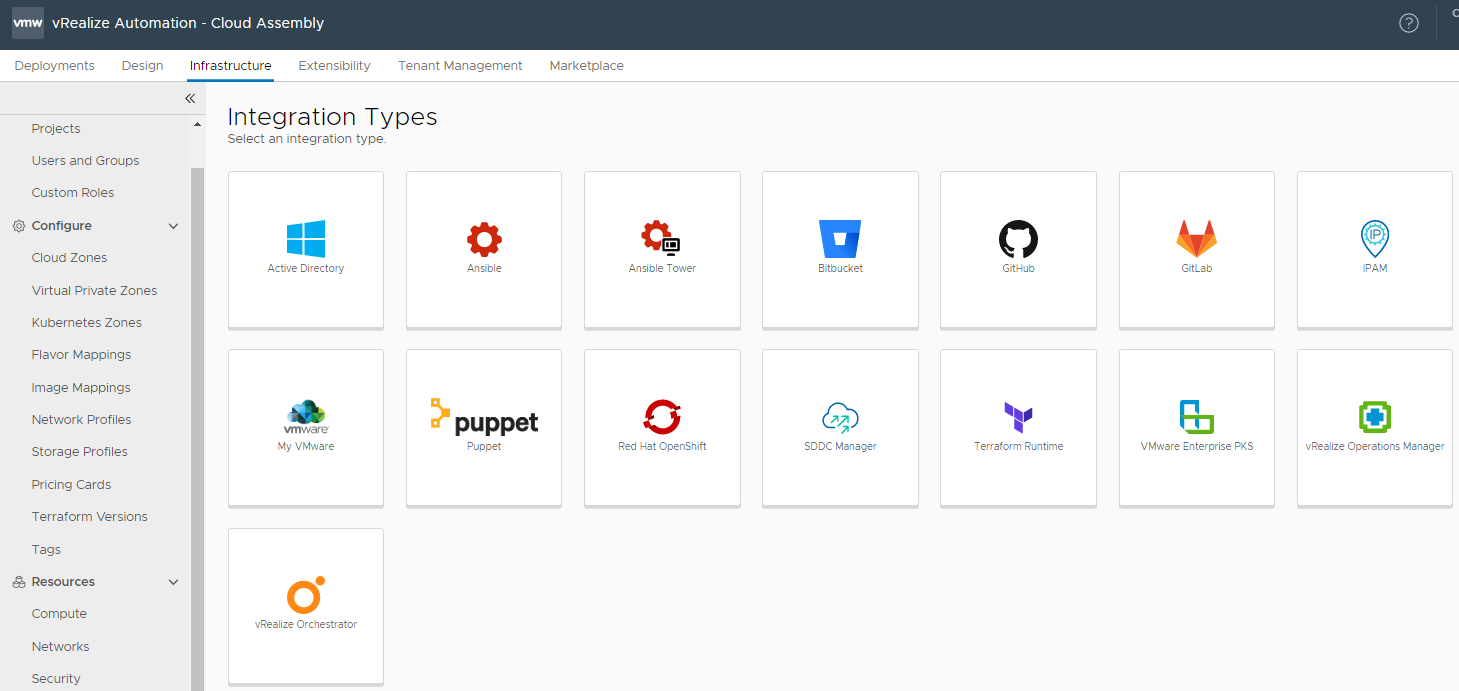 vmw vRealize Automation - Cloud Assembly
Deployments Design Infrastructure Extensibility Tenant Management Marketplace
Projects
Users and Groups
Custom Roles
Configure
Cloud Zones
Virtual Private Zones
Kubernetes Zones
Flavor Mappings
Image Mappings
Network Profiles
Storage Profiles
Pricing Cards
Terraform Versions
Tags
Resources
Compute
Networks
Security
Integration Types
Select an integration type.
Active Directory
Ansible
Ansible Tower
Bitbucket
GitHub
GitLab
IP
IPAM
vmware
My VMware
puppet
Puppet
Red Hat OpenShift
SDDC Manager
Terraform Runtime
VMware Enterprise PKS
vRealize Operations Manager
vRealize Orchestrator